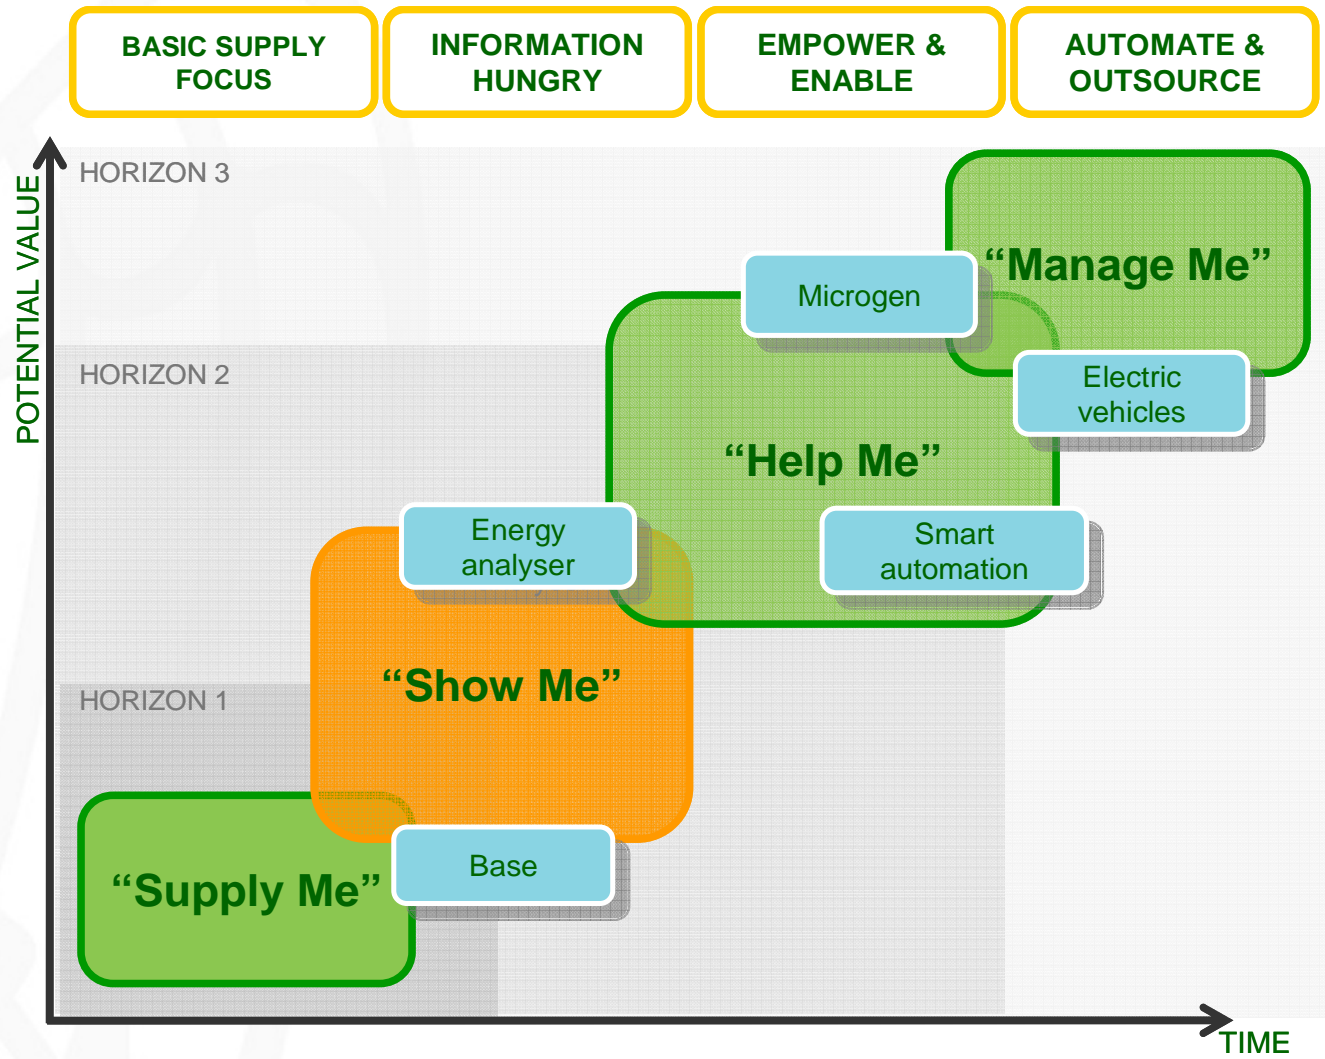 BASIC SUPPLY
FOCUS
INFORMATION
HUNGRY
EMPOWER &
ENABLE
AUTOMATE &
OUTSOURCE
POTENTIAL VALUE
HORIZON 3
“Manage Me”
Microgen
HORIZON 2
Electric
vehicles
“Help Me”
Energy
analyser
Smart
automation
“Show Me”
HORIZON 1
Base
“Supply Me”
TIME